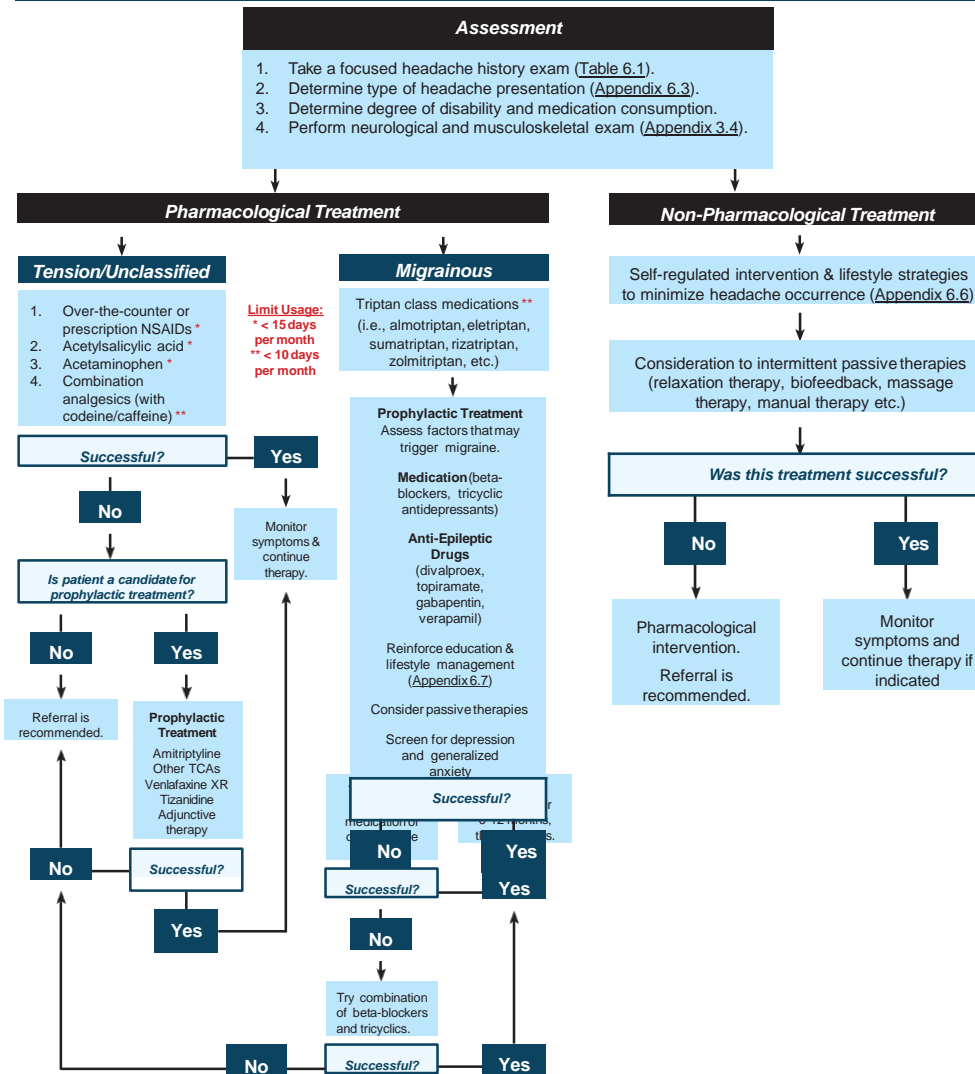 Assessment
1. Take a focused headache history exam (Table 6.1).
2. Determine type of headache presentation (Appendix 6.3).
3. Determine degree of disability and medication consumption.
4. Perform neurological and musculoskeletal exam (Appendix 3.4).
Pharmacological Treatment
Tension/Unclassified
1. Over-the-counter or
prescription NSAIDs *
2. Acetylsalicylic acid *
3. Acetaminophen *
4. Combination
analgesics (with
codeine/caffeine) **
Limit Usage:
* < 15 days
per month
** < 10 days
per month
Successful?
Yes
No
Monitor
symptoms &
continue
therapy.
Is patient a candidate for
prophylactic treatment?
No
Yes
Referral is
recommended.
Prophylactic
Treatment
Amitriptyline
Other TCAs
Venlafaxine XR
Tizanidine
Adjunctive
therapy
No
Successful?
Yes
Migrainous
Triptan class medications **
(i.e., almotriptan, eletriptan,
sumatriptan, rizatriptan,
zolmitriptan, etc.)
Prophylactic Treatment
Assess factors that may
trigger migraine.
Medication (beta-
blockers, tricyclic
antidepressants)
Anti-Epileptic
Drugs
(divalproex,
topiramate,
gabapentin,
verapamil)
Reinforce education &
lifestyle management
(Appendix 6.7)
Consider passive therapies
Screen for depression
and generalized
anxiety
Successful?
medication or
No
Yes
Successful?
Yes
No
Try combination
of beta-blockers
and tricyclics.
No
Successful?
Yes
Non-Pharmacological Treatment
Self-regulated intervention & lifestyle strategies
to minimize headache occurrence (Appendix 6.6)
Consideration to intermittent passive therapies
(relaxation therapy, biofeedback, massage
therapy, manual therapy etc.)
Was this treatment successful?
No
Yes
Pharmacological
intervention.
Referral is
recommended.
Monitor
symptoms and
continue therapy if
indicated